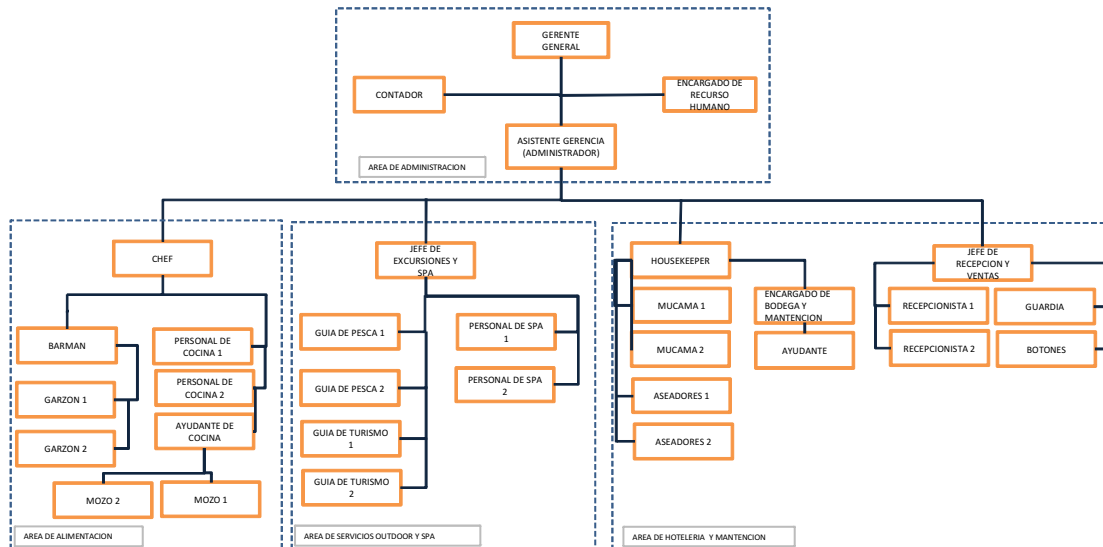 GERENTE
GENERAL
CONTADOR
ENCARGADO DE
RECURSO
HUMANO
ASISTENTE GERENCIA
(ADMINISTRADOR)
AREA DE ADMINISTRACION
CHEF
BARMAN
GARZON 1
GARZON 2
PERSONAL DE
COCINA 1
PERSONAL DE
COCINA 2
AYUDANTE DE
COCINA
MOZO 2
MOZO 1
AREA DE ALIMENTACION
JEFE DE
EXCURSIONES Y
SPA
GUIA DE PESCA 1
GUIA DE PESCA 2
GUIA DE TURISMO
1
GUIA DE TURISMO
2
PERSONAL DE SPA
1
PERSONAL DE SPA
2
AREA DE SERVICIOS OUTDOOR Y SPA
HOUSEKEEPER
MUCAMA 1
MUCAMA 2
ASEADORES 1
ASEADORES 2
ENCARGADO DE
BODEGA Y
MANTENCION
AYUDANTE
JEFE DE
RECEPCION Y
VENTAS
RECEPCIONISTA 1
RECEPCIONISTA 2
GUARDIA
BOTONES
AREA DE HOTELERIA Y MANTENCION